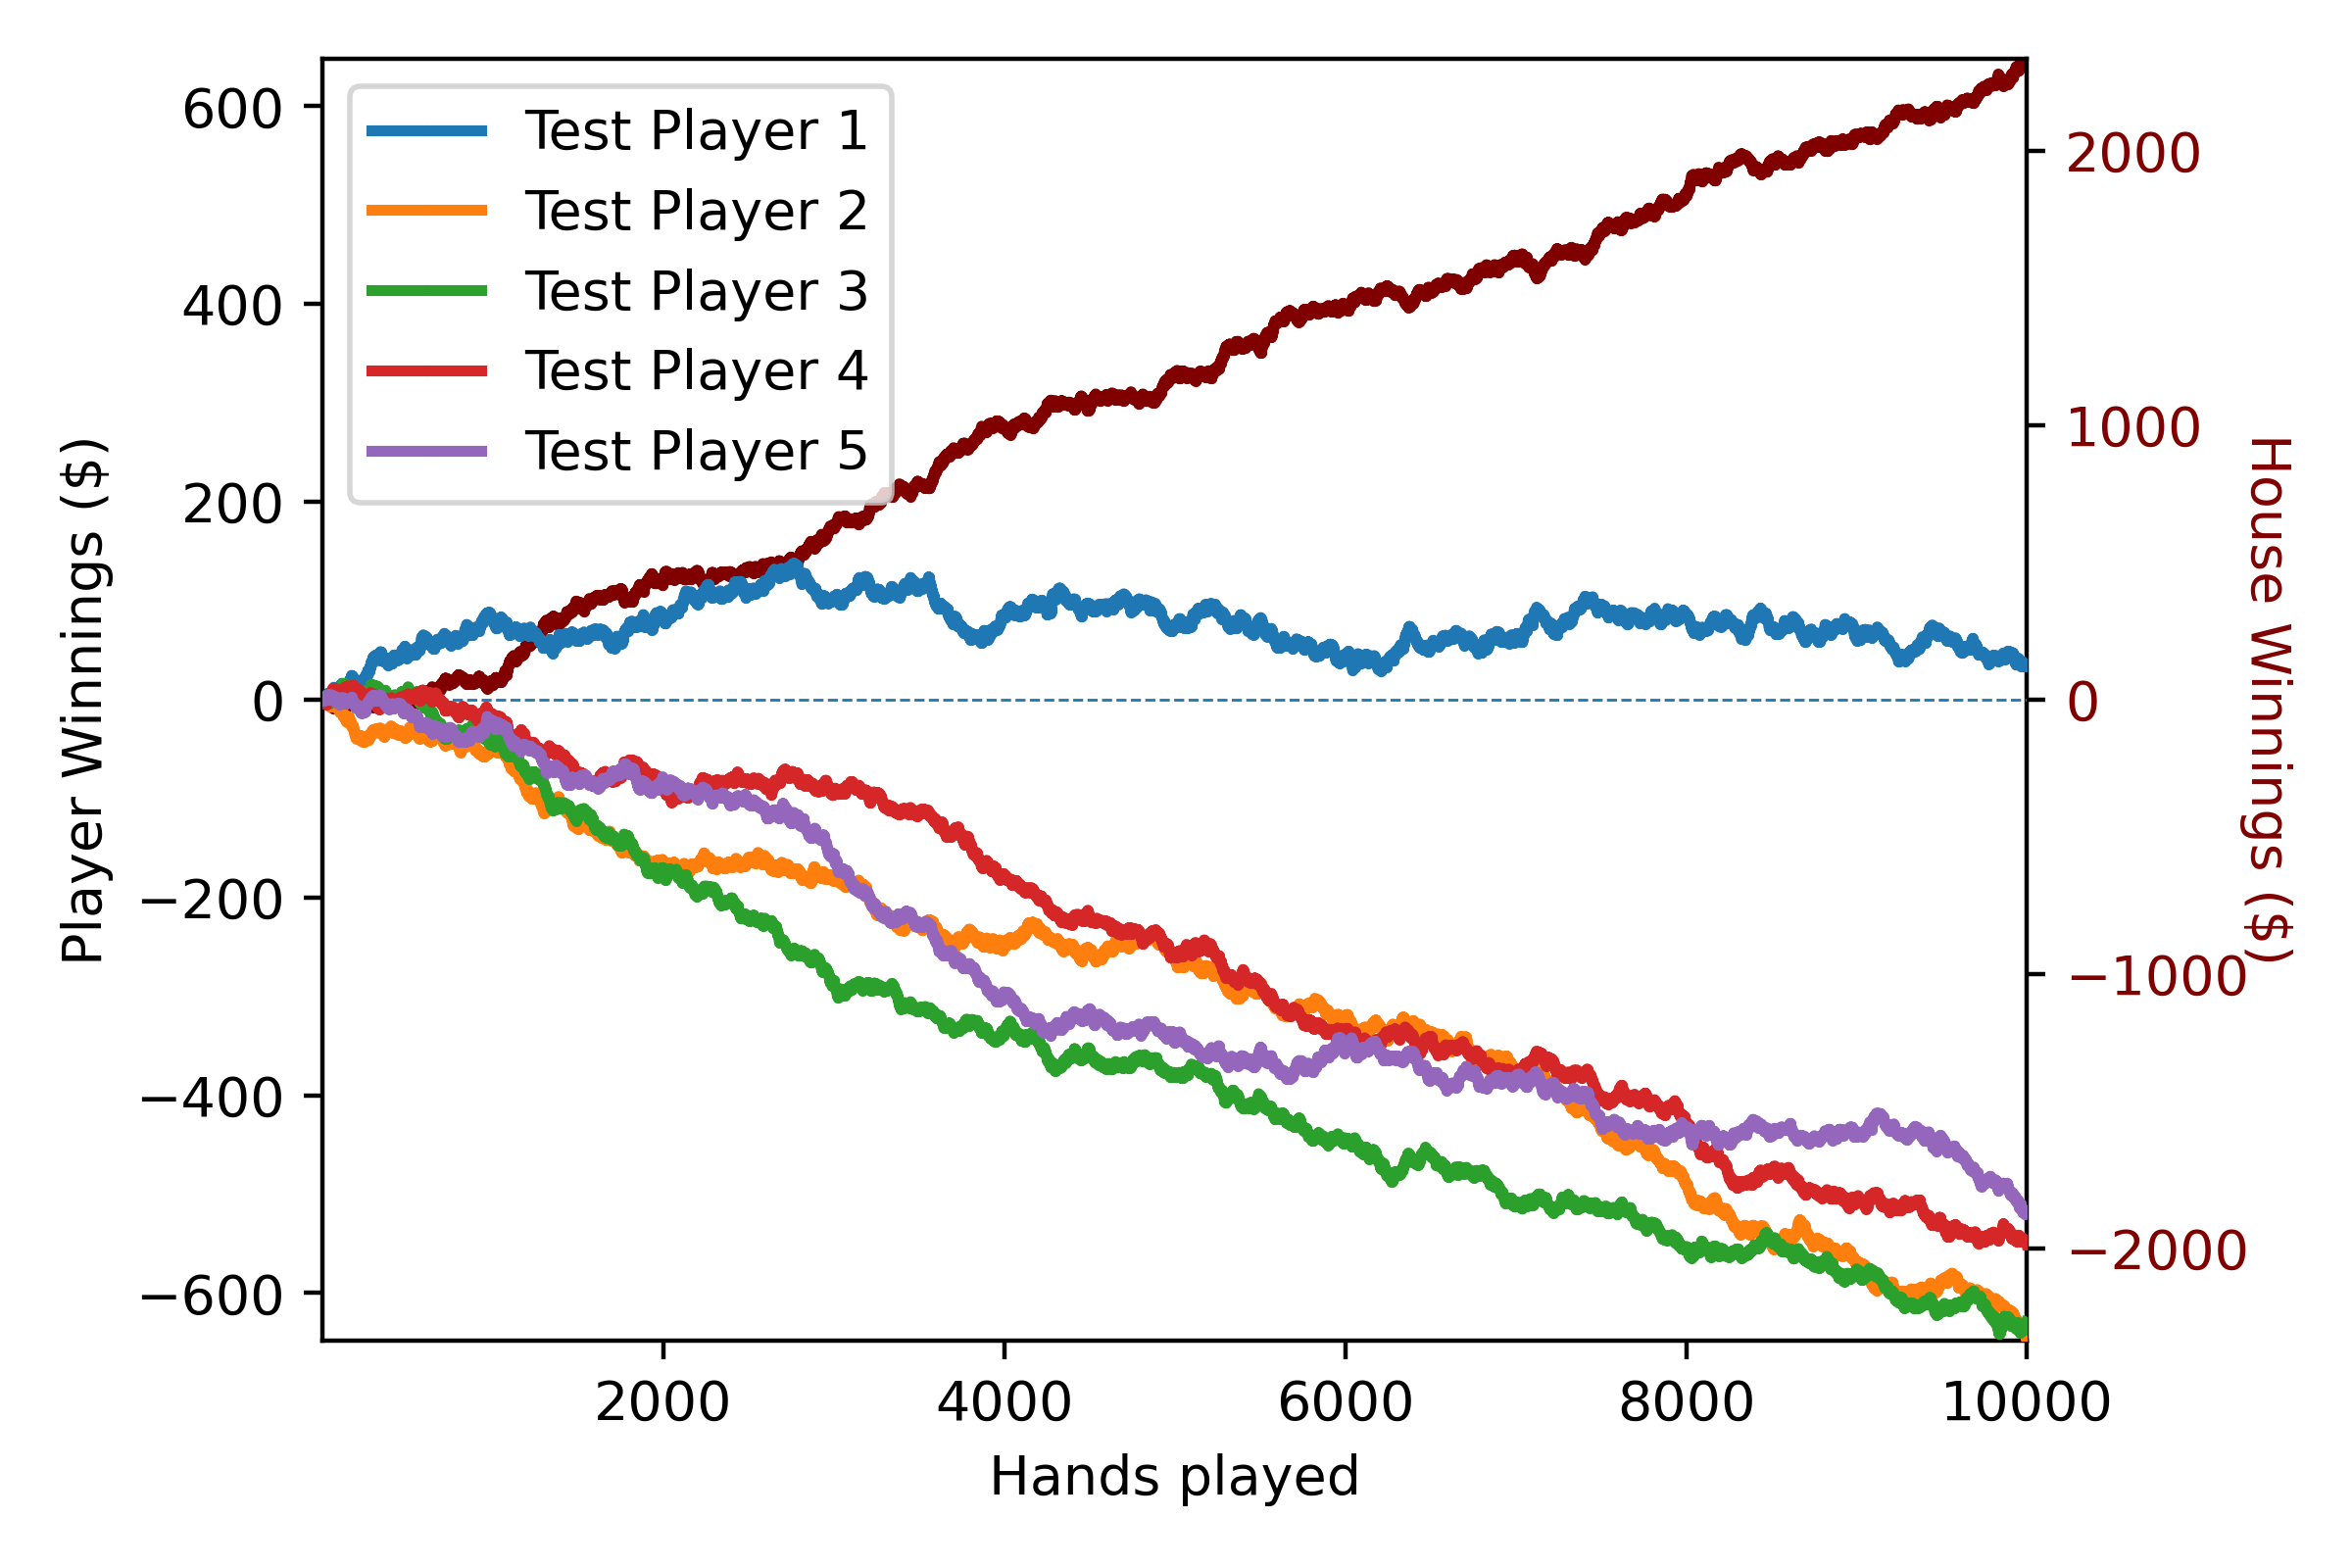 Test Player 1
Test Player 2
Test Player 3
Test Player 4
Test Player 5
Player Winnings ($)
600
400
200
0
−200
−400
−600
2000
1000
0
−1000
−2000
House Winnings ($)
2000 4000 6000 8000 10000
Hands played